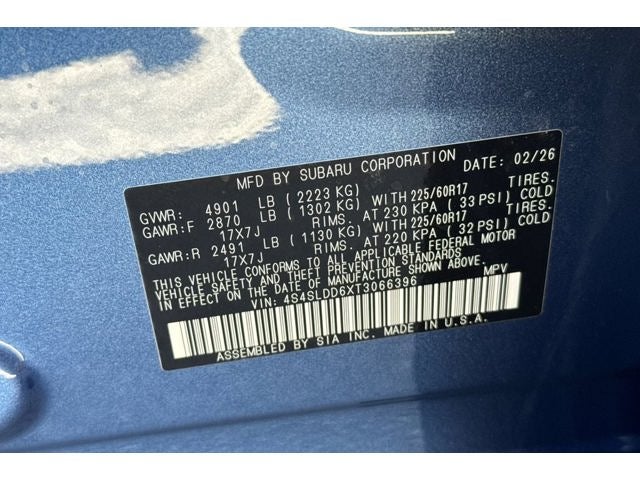 MFD BY SUBARU CORPORATION DATE: 02/26
GVWR: 4901 LB ( 2223 KG) TIRES.
GAWR:F 2870 LB ( 1302 KG) WITH 225/60R17 COLD
17X7J RIMS. AT 230 KPA ( 33 PSI) TIRES.
GAWR:R 2491 LB ( 1130 KG) WITH 225/60R17 COLD
17X7J RIMS. AT 220 KPA ( 32 PSI)
THIS VEHICLE CONFORMS TO ALL APPLICABLE FEDERAL MOTOR
VEHICLE SAFETY AND THEFT PREVENTION STANDARDS
IN EFFECT ON THE DATE OF MANUFACTURE SHOWN ABOVE.
VIN: 4S4SLDD6XT3066396 MPV
ASSEMBLED BY SIA INC. MADE IN U.S.A.